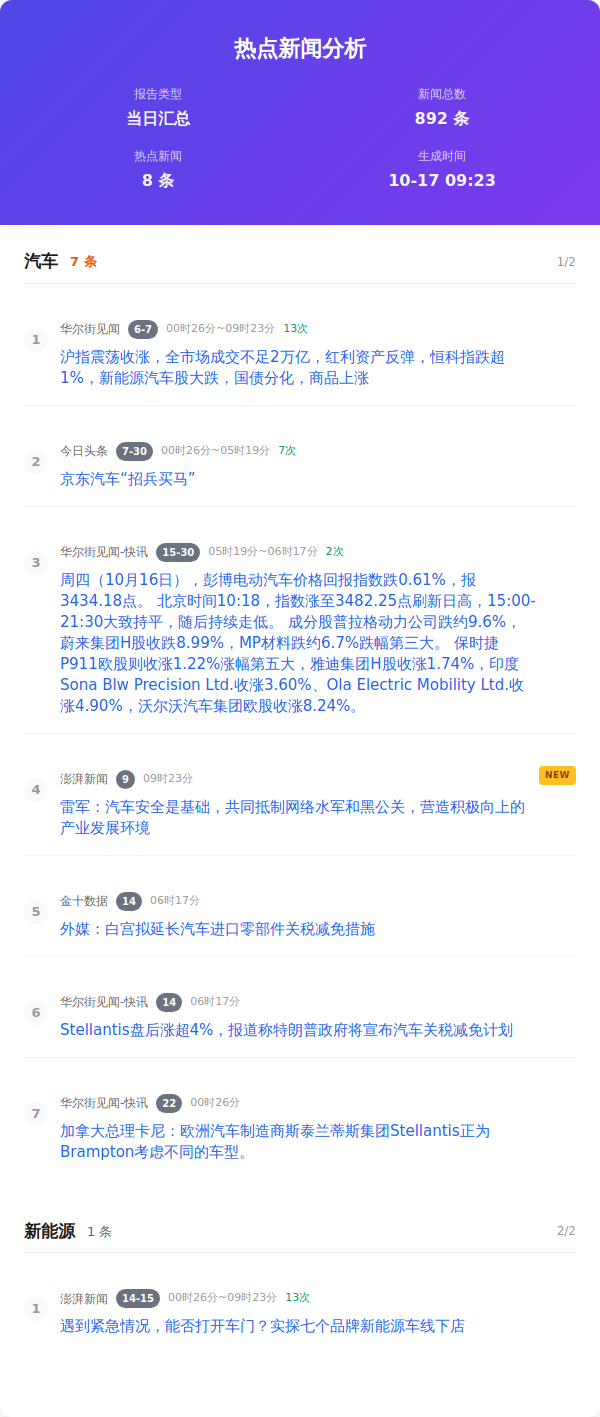 热点新闻分析
报告类型
新闻总数
当日汇总
892 条
热点新闻
生成时间
8 条
10-17 09:23
汽车 7 条 1/2
1 华尔街见闻 6-7 00时26分~09时23分 13次
沪指震荡收涨，全市场成交不足2万亿，红利资产反弹，恒科指跌超
1%，新能源汽车股大跌，国债分化，商品上涨
2 今日头条 7-30 00时26分~05时19分 7次
京东汽车“招兵买马”
3 华尔街见闻-快讯 15-30 05时19分~06时17分 2次
周四（10月16日），彭博电动汽车价格回报指数跌0.61%，报
3434.18点。 北京时间10:18，指数涨至3482.25点刷新日高，15:00-
21:30大致持平，随后持续走低。 成分股普拉格动力公司跌约9.6%，
蔚来集团H股收跌8.99%，MP材料跌约6.7%跌幅第三大。 保时捷
P911欧股则收涨1.22%涨幅第五大，雅迪集团H股收涨1.74%，印度
Sona Blw Precision Ltd.收涨3.60%、Ola Electric Mobility Ltd.收
涨4.90%，沃尔沃汽车集团欧股收涨8.24%。
4 澎湃新闻 9 09时23分 NEW
雷军：汽车安全是基础，共同抵制网络水军和黑公关，营造积极向上的
产业发展环境
5 金十数据 14 06时17分
外媒：白宫拟延长汽车进口零部件关税减免措施
6 华尔街见闻-快讯 14 06时17分
Stellantis盘后涨超4%，报道称特朗普政府将宣布汽车关税减免计划
7 华尔街见闻-快讯 22 00时26分
加拿大总理卡尼：欧洲汽车制造商斯泰兰蒂斯集团Stellantis正为
Brampton考虑不同的车型。
新能源 1 条 2/2
1 澎湃新闻 14-15 00时26分~09时23分 13次
遇到紧急情况，能否打开车门？实探七个品牌新能源车线下店